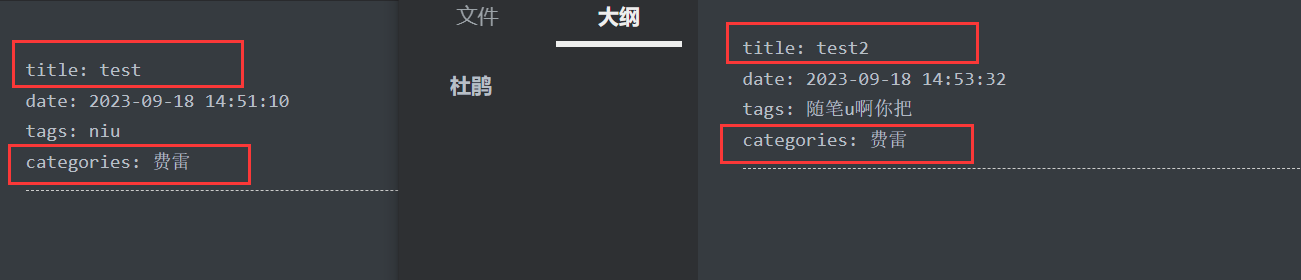 title: test
date: 2023-09-18 14:51:10
tags: niu
categories: 费雷
文件 大纲
杜鹃
title: test2
date: 2023-09-18 14:53:32
tags: 随笔u啊你把
categories: 费雷